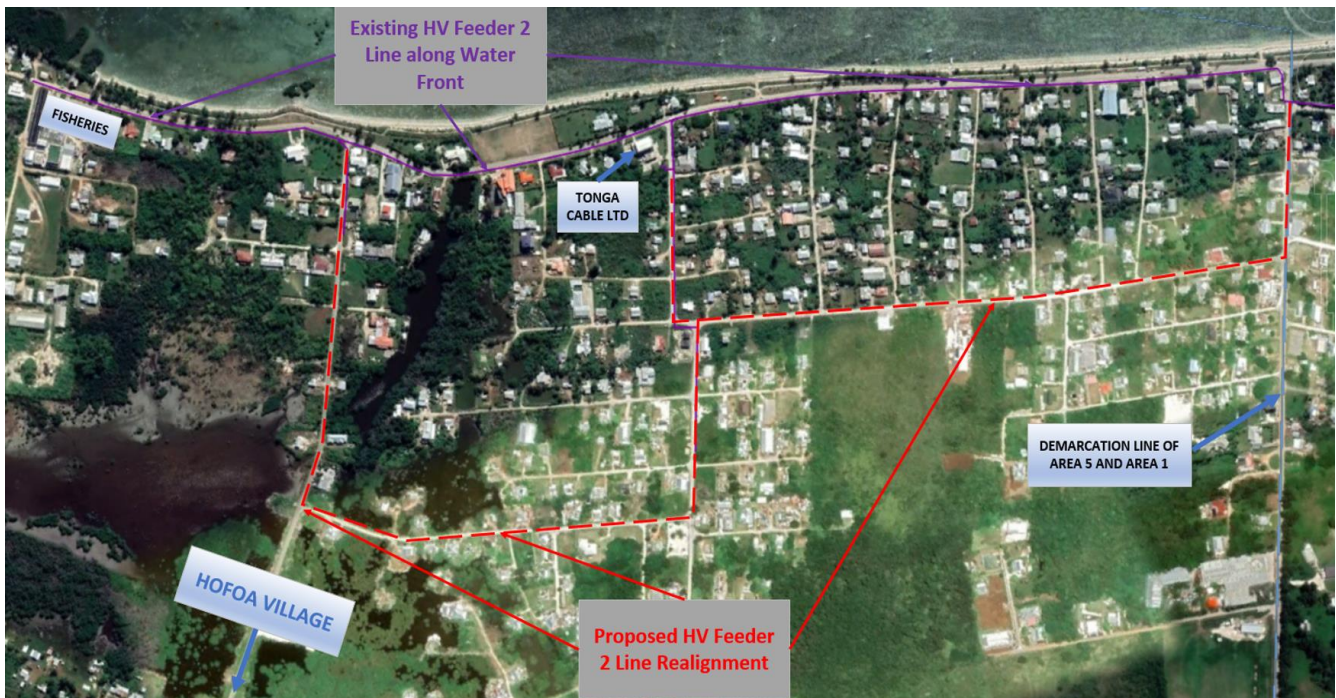 Existing HV Feeder 2
Line along Water
Front
FISHERIES
TONGA
CABLE LTD
DEMARCATION LINE OF
AREA 5 AND AREA 1
HOFOA VILLAGE
Proposed HV Feeder
2 Line Realignment